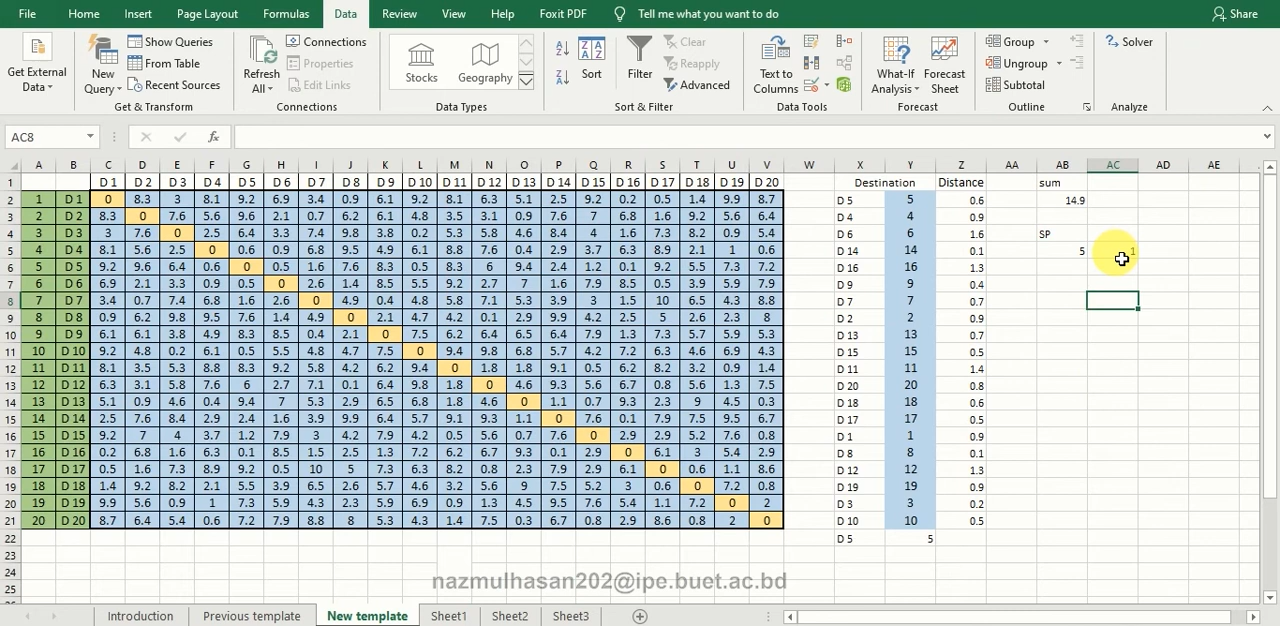 File Home Insert Page Layout Formulas Data Review View Help Foxit PDF Tell me what you want to do Share
Get External Data
New Query
Show Queries
From Table
Recent Sources
Get & Transform
Refresh All
Connections
Properties
Edit Links
Connections
Stocks Geography
Data Types
Sort
Filter
Clear
Reapply
Advanced
Sort & Filter
Text to Columns
Data Tools
What-If Analysis
Forecast Sheet
Forecast
Group
Ungroup
Subtotal
Outline
Solver
Analyze
AC8 fx
A B C D E F G H I J K L M N O P Q R S T U V W X Y Z AA AB AC AD AE
1 D 1 D 2 D 3 D 4 D 5 D 6 D 7 D 8 D 9 D 10 D 11 D 12 D 13 D 14 D 15 D 16 D 17 D 18 D 19 D 20 Destination Distance sum
2 1 D 1 0 8.3 3 8.1 9.2 6.9 3.4 0.9 6.1 9.2 8.1 6.3 5.1 2.5 9.2 0.2 0.5 1.4 9.9 8.7 D 5 5 0.6 14.9
3 2 D 2 8.3 0 7.6 5.6 9.6 2.1 0.7 6.2 6.1 4.8 3.5 3.1 0.9 7.6 7 6.8 1.6 9.2 5.6 6.4 D 4 4 0.9
4 3 D 3 3 7.6 0 2.5 6.4 3.3 7.4 9.8 3.8 0.2 5.3 5.8 4.6 8.4 4 1.6 7.3 8.2 0.9 5.4 D 6 6 1.6 SP
5 4 D 4 8.1 5.6 2.5 0 0.6 0.9 6.8 9.5 4.9 6.1 8.8 7.6 0.4 2.9 3.7 6.3 8.9 2.1 1 0.6 D 14 14 0.1 5 1
6 5 D 5 9.2 9.6 6.4 0.6 0 0.5 1.6 7.6 8.3 0.5 8.3 6 9.4 2.4 1.2 0.1 9.2 5.5 7.3 7.2 D 16 16 1.3
7 6 D 6 6.9 2.1 3.3 0.9 0.5 0 2.6 1.4 8.5 5.5 9.2 2.7 7 1.6 7.9 8.5 0.5 3.9 5.9 7.9 D 9 9 0.4
8 7 D 7 3.4 0.7 7.4 6.8 1.6 2.6 0 4.9 0.4 4.8 5.8 7.1 5.3 3.9 3 1.5 10 6.5 4.3 8.8 D 7 7 0.7
9 8 D 8 0.9 6.2 9.8 9.5 7.6 1.4 4.9 0 2.1 4.7 4.2 0.1 2.9 9.9 4.2 2.5 5 2.6 2.3 8 D 2 2 0.9
10 9 D 9 6.1 6.1 3.8 4.9 8.3 8.5 0.4 2.1 0 7.5 6.2 6.4 6.5 6.4 7.9 1.3 7.3 5.7 5.9 5.3 D 13 13 0.7
11 10 D 10 9.2 4.8 0.2 6.1 0.5 5.5 4.8 4.7 7.5 0 9.4 9.8 6.8 5.7 4.2 7.2 6.3 4.6 6.9 4.3 D 15 15 0.5
12 11 D 11 8.1 3.5 5.3 8.8 8.3 9.2 5.8 4.2 6.2 9.4 0 1.8 1.8 9.1 0.5 6.2 8.2 3.2 0.9 1.4 D 11 11 1.4
13 12 D 12 6.3 3.1 5.8 7.6 6 2.7 7.1 0.1 6.4 9.8 1.8 0 4.6 9.3 5.6 6.7 0.8 5.6 1.3 7.5 D 20 20 0.8
14 13 D 13 5.1 0.9 4.6 0.4 9.4 7 5.3 2.9 6.5 6.8 1.8 4.6 0 1.1 0.7 9.3 2.3 9 4.5 0.3 D 18 18 0.6
15 14 D 14 2.5 7.6 8.4 2.9 2.4 1.6 3.9 9.9 6.4 5.7 9.1 9.3 1.1 0 7.6 0.1 7.9 7.5 9.5 6.7 D 17 17 0.5
16 15 D 15 9.2 7 4 3.7 1.2 7.9 3 4.2 7.9 4.2 0.5 5.6 0.7 7.6 0 2.9 2.9 5.2 7.6 0.8 D 1 1 0.9
17 16 D 16 0.2 6.8 1.6 6.3 0.1 8.5 1.5 2.5 1.3 7.2 6.2 6.7 9.3 0.1 2.9 0 6.1 3 5.4 2.9 D 8 8 0.1
18 17 D 17 0.5 1.6 7.3 8.9 9.2 0.5 10 5 7.3 6.3 8.2 0.8 2.3 7.9 2.9 6.1 0 0.6 1.1 8.6 D 12 12 1.3
19 18 D 18 1.4 9.2 8.2 2.1 5.5 3.9 6.5 2.6 5.7 4.6 3.2 5.6 9 7.5 5.2 3 0.6 0 7.2 0.8 D 19 19 0.9
20 19 D 19 9.9 5.6 0.9 1 7.3 5.9 4.3 2.3 5.9 6.9 0.9 1.3 4.5 9.5 7.6 5.4 1.1 7.2 0 2 D 3 3 0.2
21 20 D 20 8.7 6.4 5.4 0.6 7.2 7.9 8.8 8 5.3 4.3 1.4 7.5 0.3 6.7 0.8 2.9 8.6 0.8 2 0 D 10 10 0.5
22 D 5 5
23
24
25
nazmulhasan202@ipe.buet.ac.bd
Introduction Previous template New template Sheet1 Sheet2 Sheet3